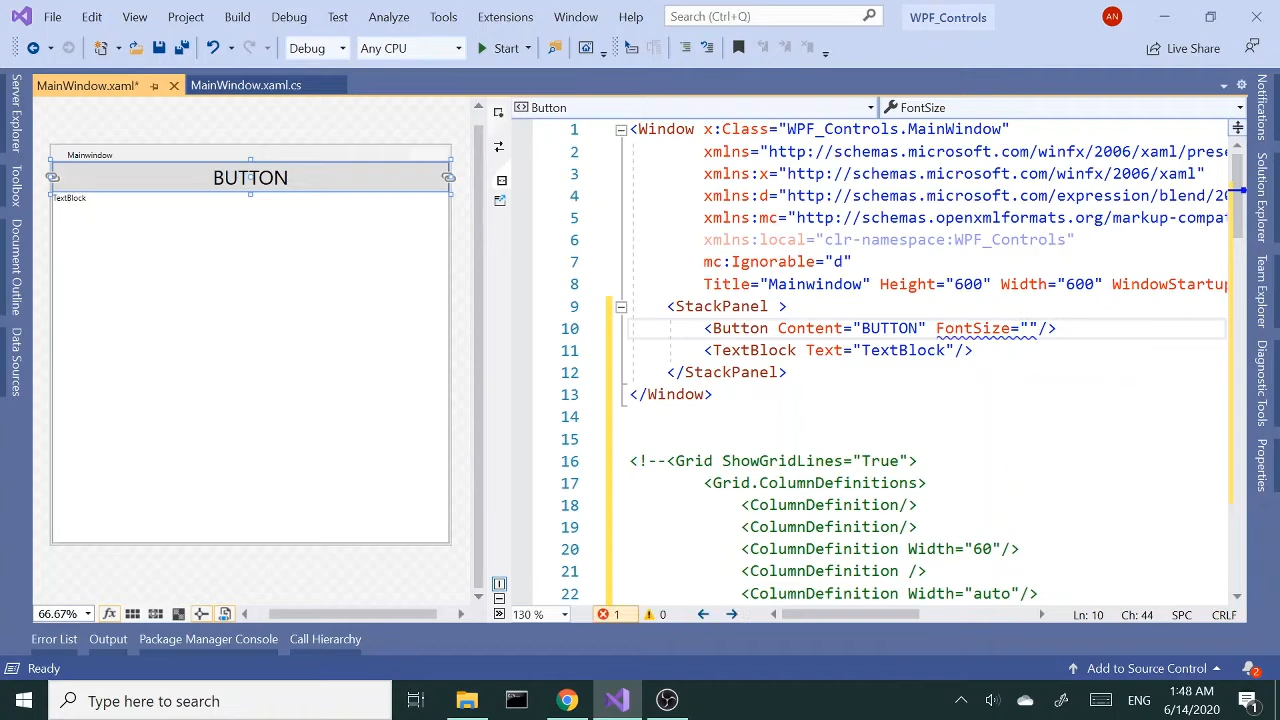 File Edit View Project Build Debug Test Analyze Tools Extensions Window Help Search (Ctrl+Q) WPF_Controls AN
Debug Any CPU Start Live Share
MainWindow.xaml* MainWindow.xaml.cs
Server Explorer
Toolbox
Document Outline
Data Sources
Mainwindow
BUTTON
TextBlock
66.67%
Button FontSize
1 <Window x:Class="WPF_Controls.MainWindow"
2 xmlns="http://schemas.microsoft.com/winfx/2006/xaml/prese
3 xmlns:x="http://schemas.microsoft.com/winfx/2006/xaml"
4 xmlns:d="http://schemas.microsoft.com/expression/blend/20
5 xmlns:mc="http://schemas.openxmlformats.org/markup-compat
6 xmlns:local="clr-namespace:WPF_Controls"
7 mc:Ignorable="d"
8 Title="Mainwindow" Height="600" Width="600" WindowStartup
9 <StackPanel >
10 <Button Content="BUTTON" FontSize=""/>
11 <TextBlock Text="TextBlock"/>
12 </StackPanel>
13 </Window>
14
15
16 <!--<Grid ShowGridLines="True">
17 <Grid.ColumnDefinitions>
18 <ColumnDefinition/>
19 <ColumnDefinition/>
20 <ColumnDefinition Width="60"/>
21 <ColumnDefinition />
22 <ColumnDefinition Width="auto"/>
130 % 1 0 Ln: 10 Ch: 44 SPC CRLF
Notifications
Solution Explorer
Team Explorer
Diagnostic Tools
Properties
Error List Output Package Manager Console Call Hierarchy
Ready Add to Source Control 2
Type here to search ENG 1:48 AM
6/14/2020 1